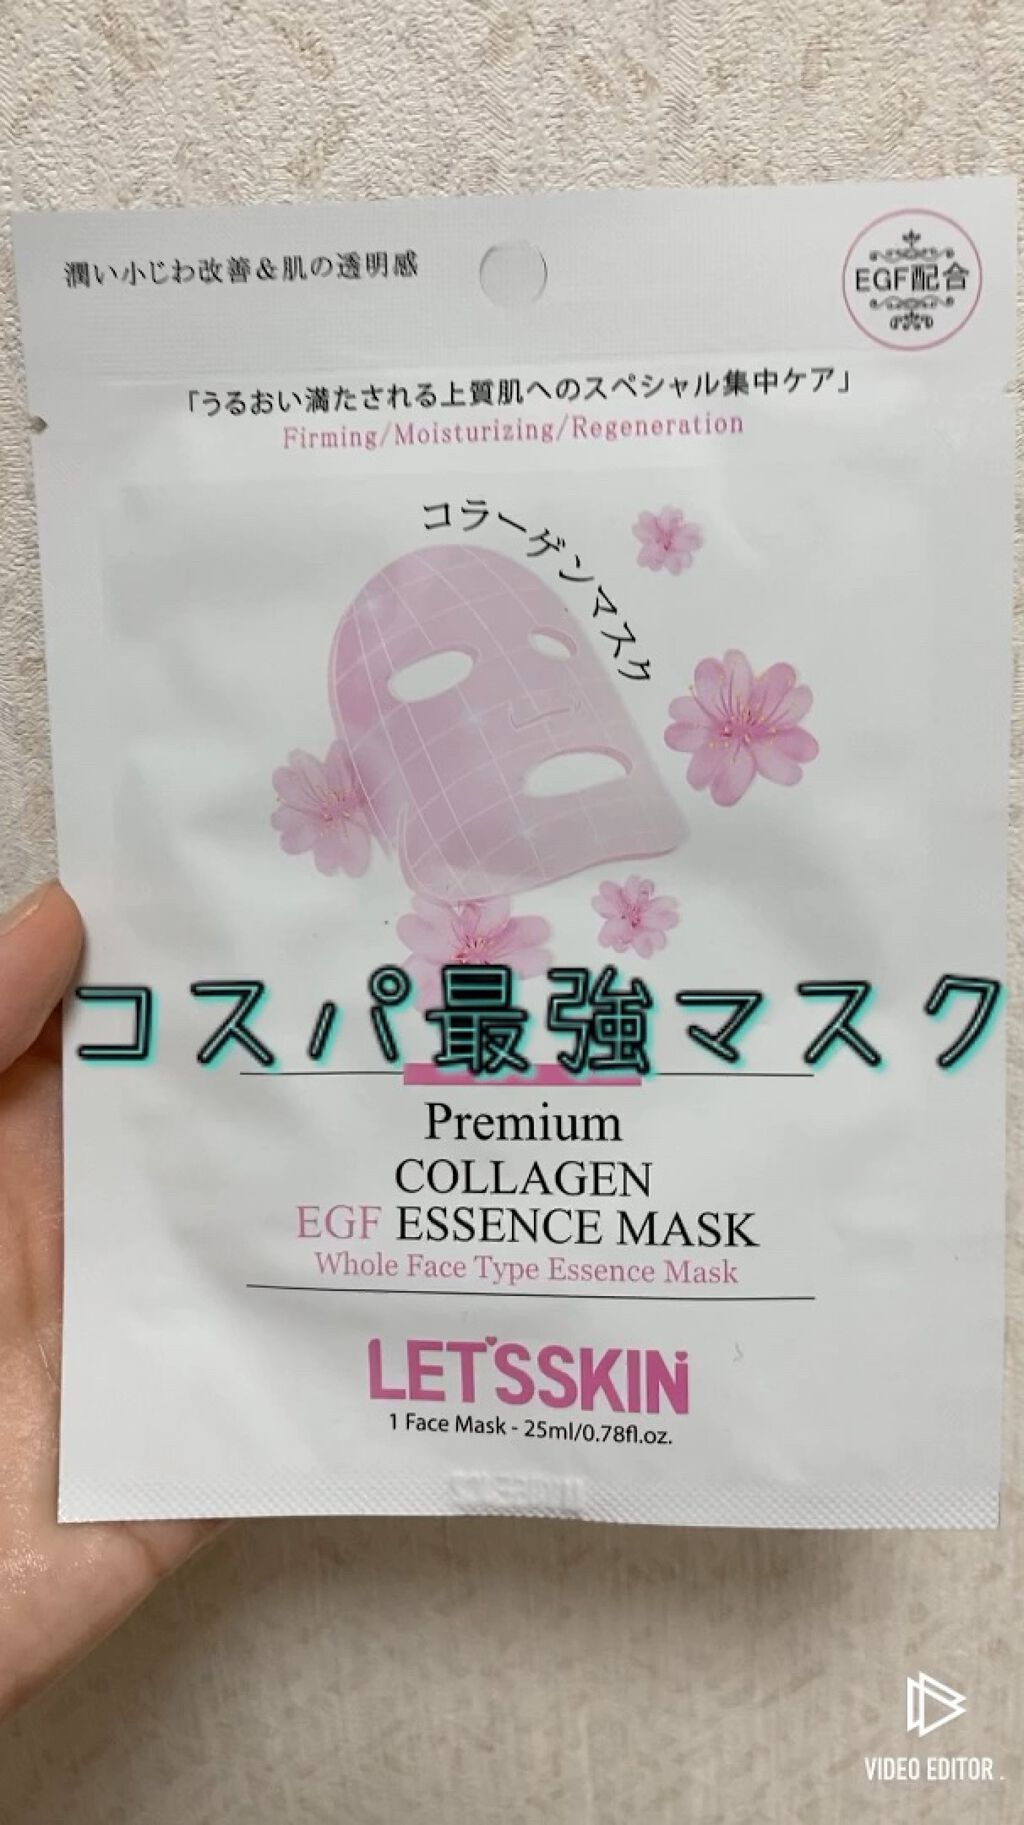 潤い小じわ改善＆肌の透明感
EGF配合
「うるおい満たされる上質肌へのスペシャル集中ケア」
Firming/Moisturizing/Regeneration
コラーゲンマスク
コスパ最強マスク
Premium
COLLAGEN
EGF ESSENCE MASK
Whole Face Type Essence Mask
LET'SSKIN
1 Face Mask - 25ml/0.78fl.oz.
VIDEO EDITOR.